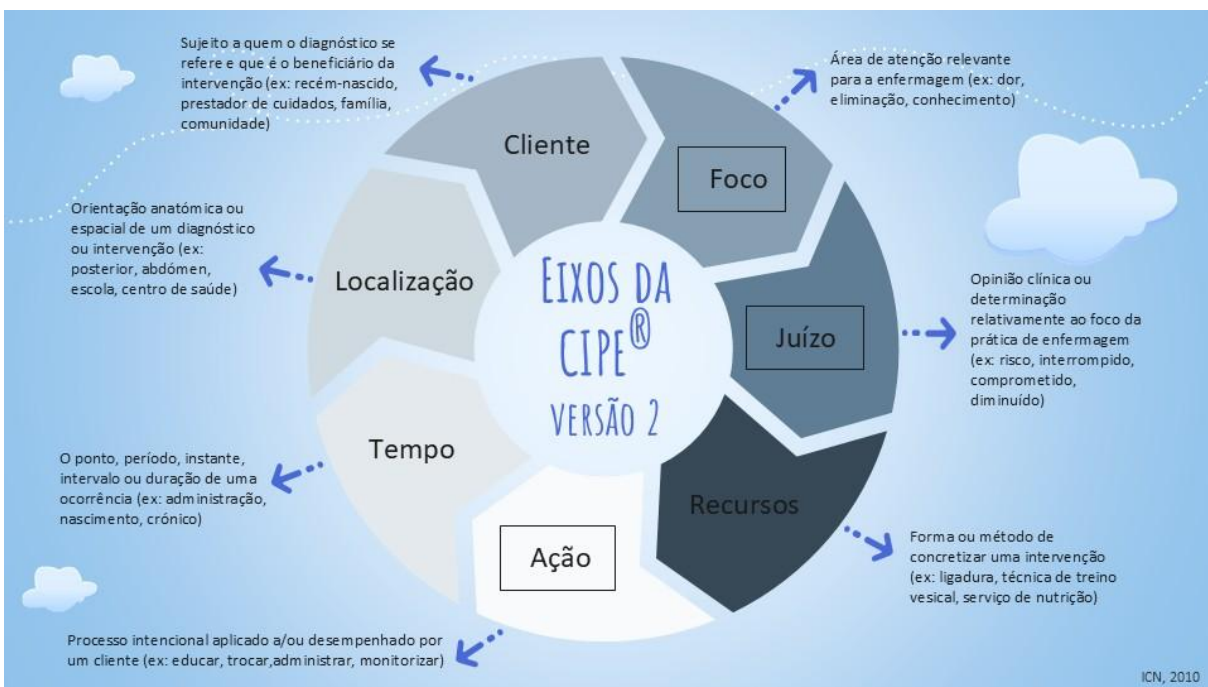 Sujeito a quem o diagnóstico se
refere e que é o beneficiário da
intervenção (ex: recém-nascido,
prestador de cuidados, família,
comunidade)
Cliente
Área de atenção relevante
para a enfermagem (ex: dor,
eliminação, conhecimento)
Foco
Orientação anatómica ou
espacial de um diagnóstico
ou intervenção (ex:
posterior, abdómen,
escola, centro de saúde)
Localização
EIXOS DA
CIPE®
VERSÃO 2
Juízo
Opinião clínica ou
determinação
relativamente ao foco da
prática de enfermagem
(ex: risco, interrompido,
comprometido,
diminuído)
Tempo
O ponto, período, instante,
intervalo ou duração de uma
ocorrência (ex: administração,
nascimento, crónico)
Recursos
Forma ou método de
concretizar uma intervenção
(ex: ligadura, técnica de treino
vesical, serviço de nutrição)
Ação
Processo intencional aplicado a/ou desempenhado por
um cliente (ex: educar, trocar,administrar, monitorizar)
ICN, 2010